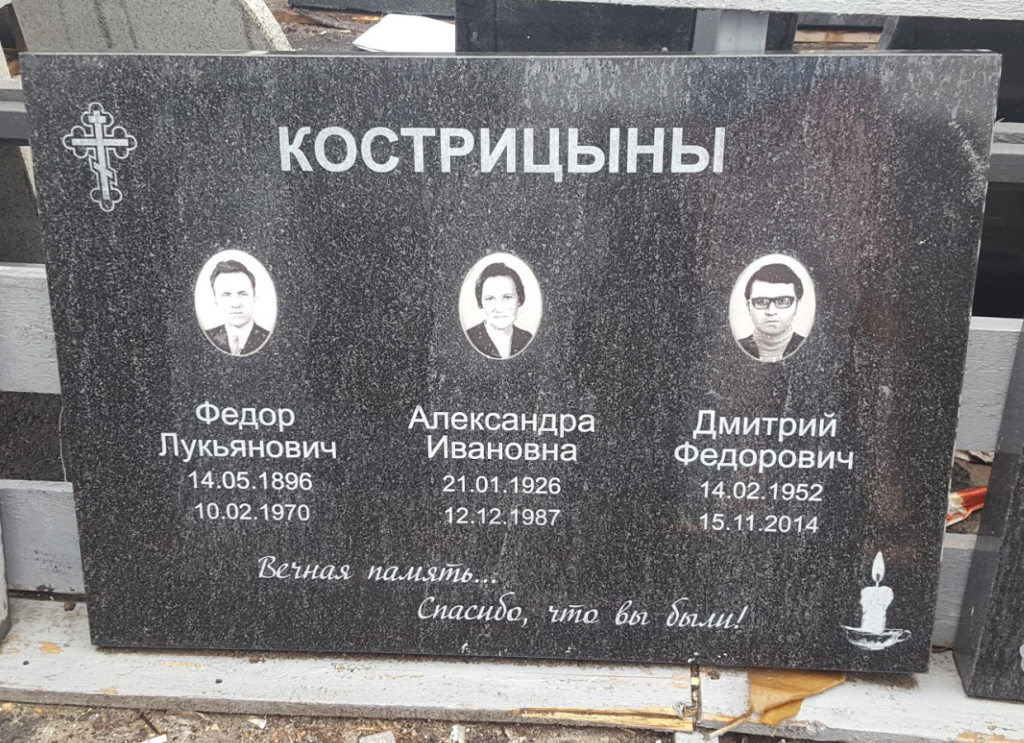 КОСТРИЦЫНЫ
Федор
Лукьянович
14.05.1896
10.02.1970
Александра
Ивановна
21.01.1926
12.12.1987
Дмитрий
Федорович
14.02.1952
15.11.2014
Вечная память...
Спасибо, что вы были!